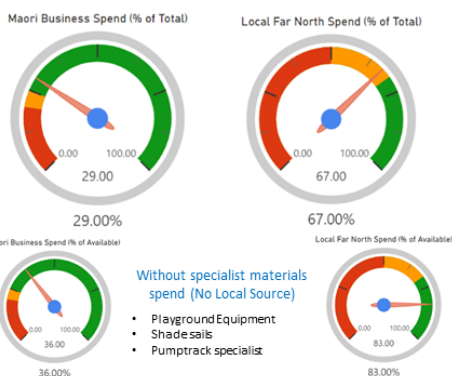 Maori Business Spend (% of Total)
Local Far North Spend (% of Total)
0.00 100.00
29.00
29.00%
0.00 100.00
67.00
67.00%
ori Business Spend (% of Available)
0.00 100.00
36.00
36.00%
Without specialist materials
spend (No Local Source)
• Playground Equipment
• Shade sails
• Pumptrack specialist
Local Far North Spend (% of Available)
0.00 100.00
83.00
83.00%